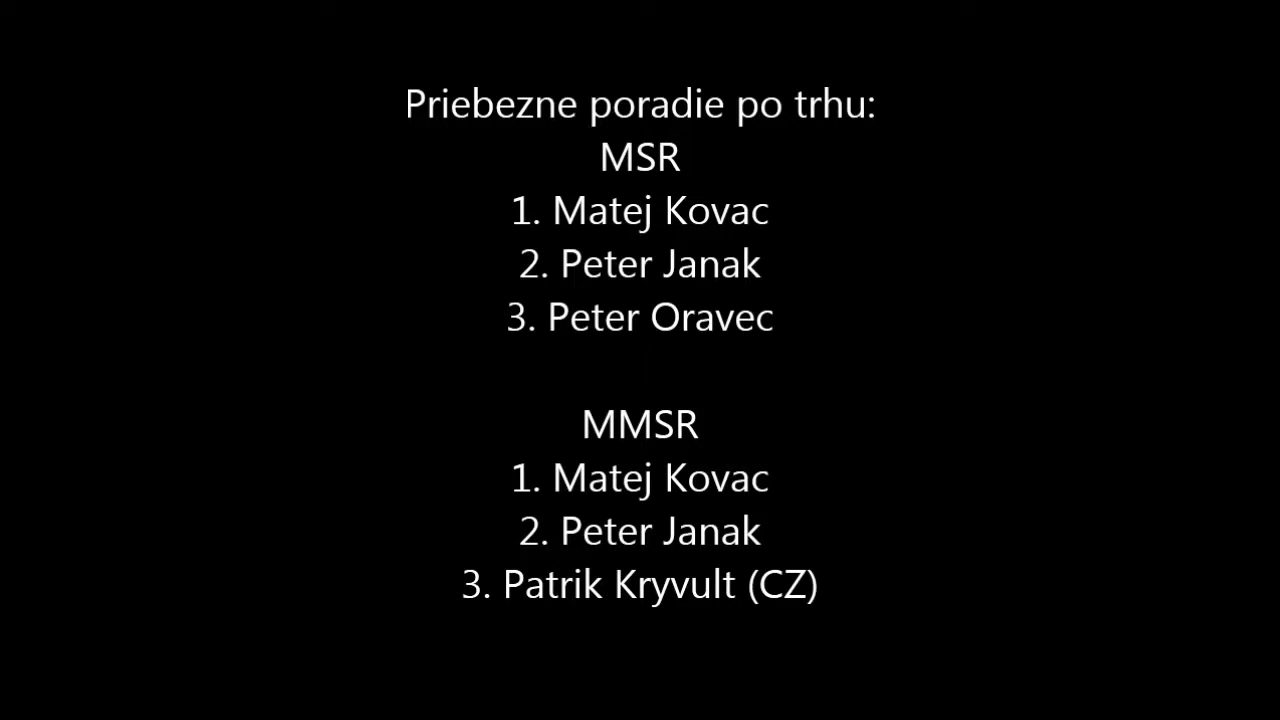 Priebezne poradie po trhu:
MSR
1. Matej Kovac
2. Peter Janak
3. Peter Oravec
MMSR
1. Matej Kovac
2. Peter Janak
3. Patrik Kryvult (CZ)